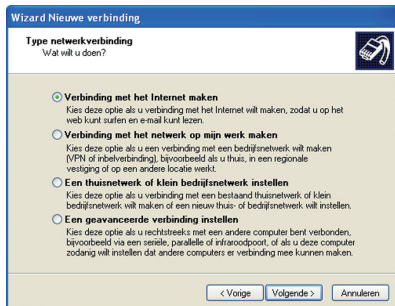 Wizard Nieuwe verbinding
Type netwerkverbinding
Wat wilt u doen?
Verbinding met het Internet maken
Kies deze optie als u verbinding met het Internet wilt maken, zodat u op het
web kunt surfen en e-mail kunt lezen.
Verbinding met het netwerk op mijn werk maken
Kies deze optie als u een verbinding met een bedrijfsnetwerk wilt maken
(VPN of inbelverbinding), bijvoorbeeld als u thuis, in een regionale
vestiging of op een andere locatie werkt.
Een thuisnetwerk of klein bedrijfsnetwerk instellen
Kies deze optie als u verbinding met een bestaand thuisnetwerk of klein
bedrijfsnetwerk wilt maken of een nieuw thuis- of bedrijfsnetwerk wilt instellen.
Een geavanceerde verbinding instellen
Kies deze optie als u rechtstreeks met een andere computer bent verbonden,
bijvoorbeeld via een seriële, parallelle of infraroodpoort, of als u deze computer
zodanig wilt instellen dat andere computers er verbinding mee kunnen maken.
< Vorige
Volgende >
Annuleren